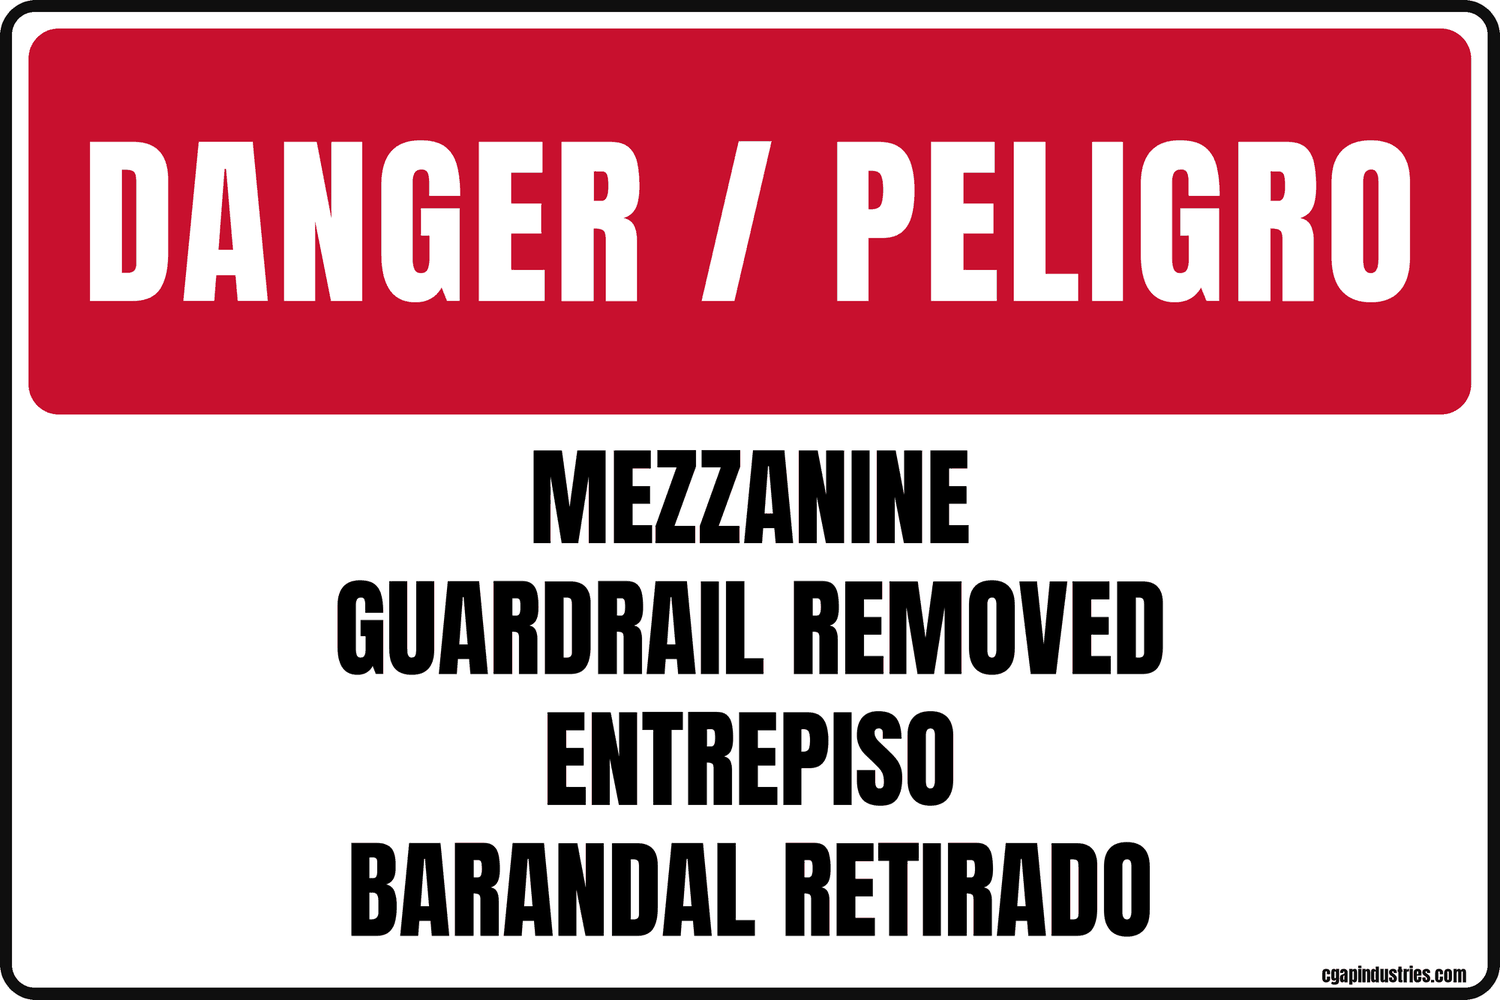 DANGER / PELIGRO
MEZZANINE
GUARDRAIL REMOVED
ENTREPISO
BARANDAL RETIRADO
cgapindustries.com